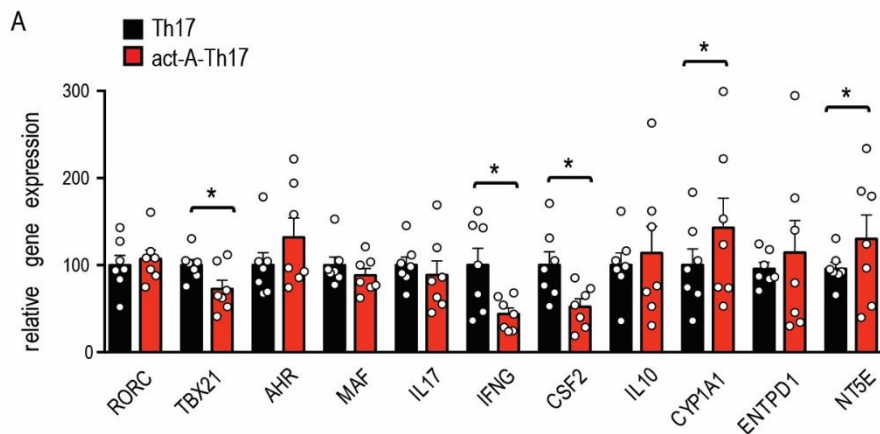 A
Th17
act-A-Th17
relative gene expression
300
200
100
0
* * * * *
RORC TBX21 AHR MAF IL17 IFNG CSF2 IL10 CYP1A1 ENTPD1 NT5E